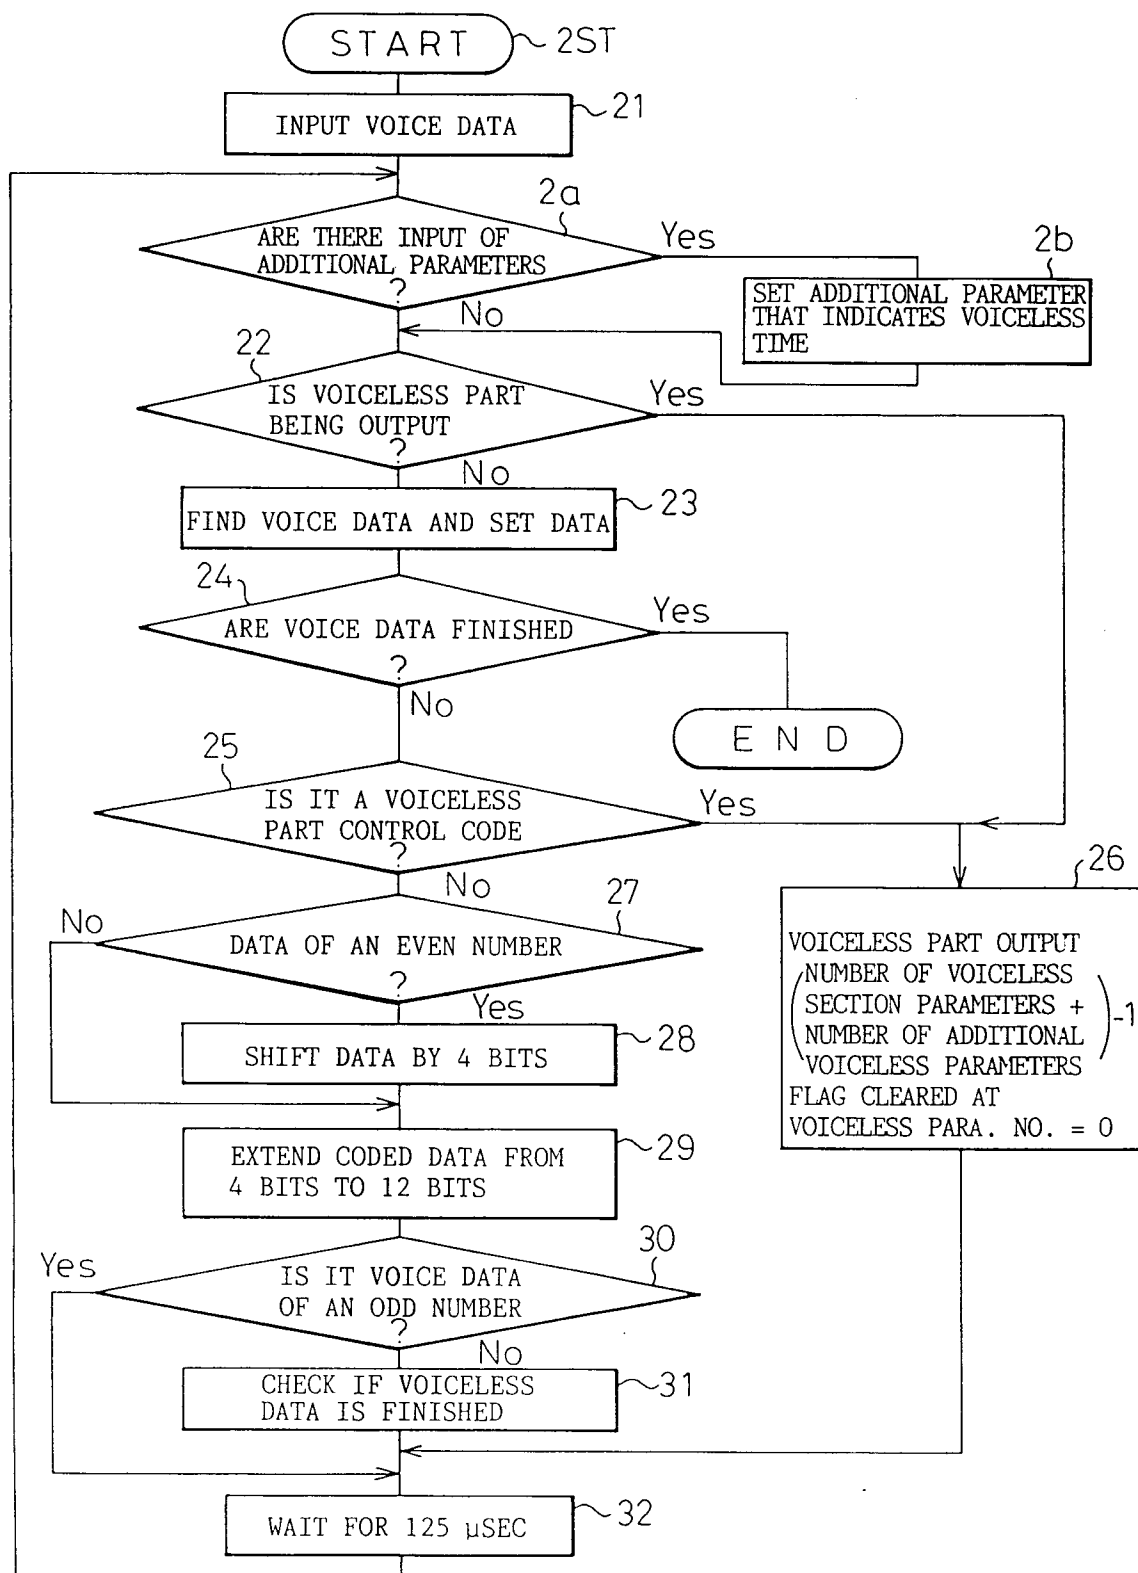 START
2ST
INPUT VOICE DATA
21
2a
ARE THERE INPUT OF
ADDITIONAL PARAMETERS
?
Yes
No
2b
SET ADDITIONAL PARAMETER
THAT INDICATES VOICELESS
TIME
22
IS VOICELESS PART
BEING OUTPUT
?
Yes
No
FIND VOICE DATA AND SET DATA
23
24
ARE VOICE DATA FINISHED
?
Yes
No
END
25
IS IT A VOICELESS
PART CONTROL CODE
?
Yes
No
26
VOICELESS PART OUTPUT
(NUMBER OF VOICELESS
SECTION PARAMETERS +
NUMBER OF ADDITIONAL
VOICELESS PARAMETERS)-1
FLAG CLEARED AT
VOICELESS PARA. NO. = 0
27
DATA OF AN EVEN NUMBER
?
No
Yes
SHIFT DATA BY 4 BITS
28
EXTEND CODED DATA FROM
4 BITS TO 12 BITS
29
30
IS IT VOICE DATA
OF AN ODD NUMBER
?
Yes
No
CHECK IF VOICELESS
DATA IS FINISHED
31
WAIT FOR 125 μSEC
32